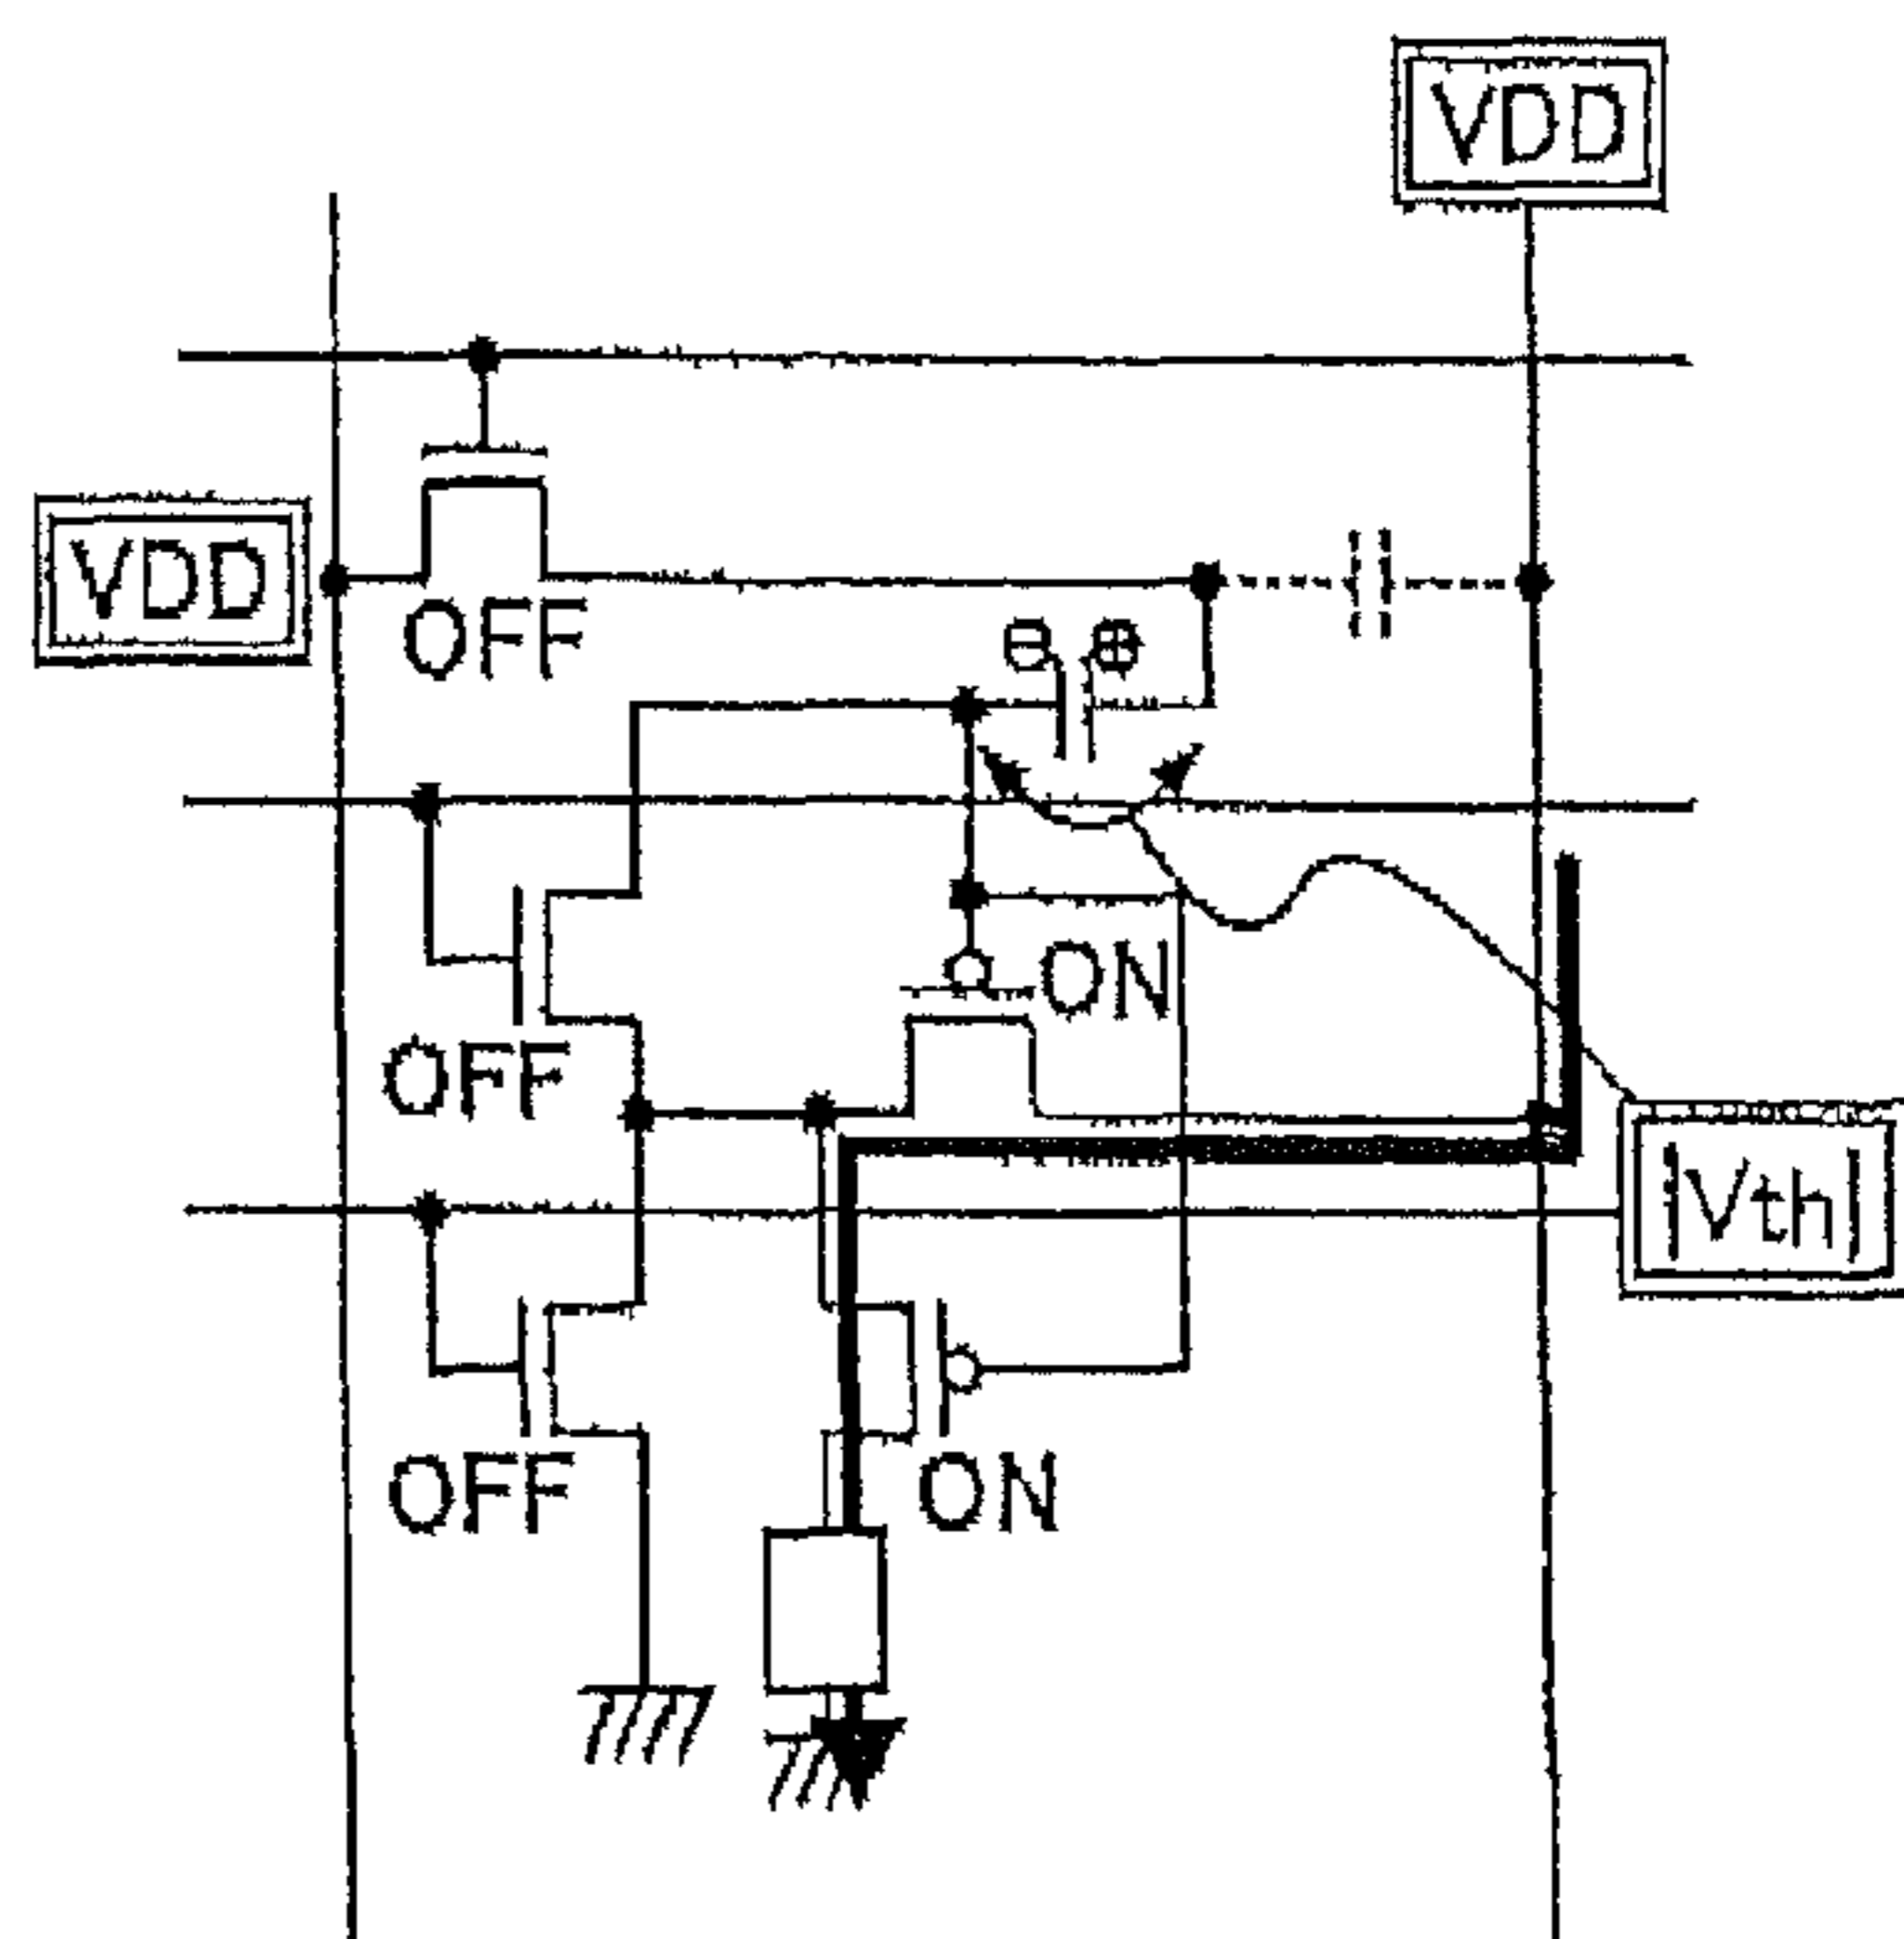 VDD
VDD
OFF
⊖ ⊕
ON
OFF
|Vth|
OFF
ON